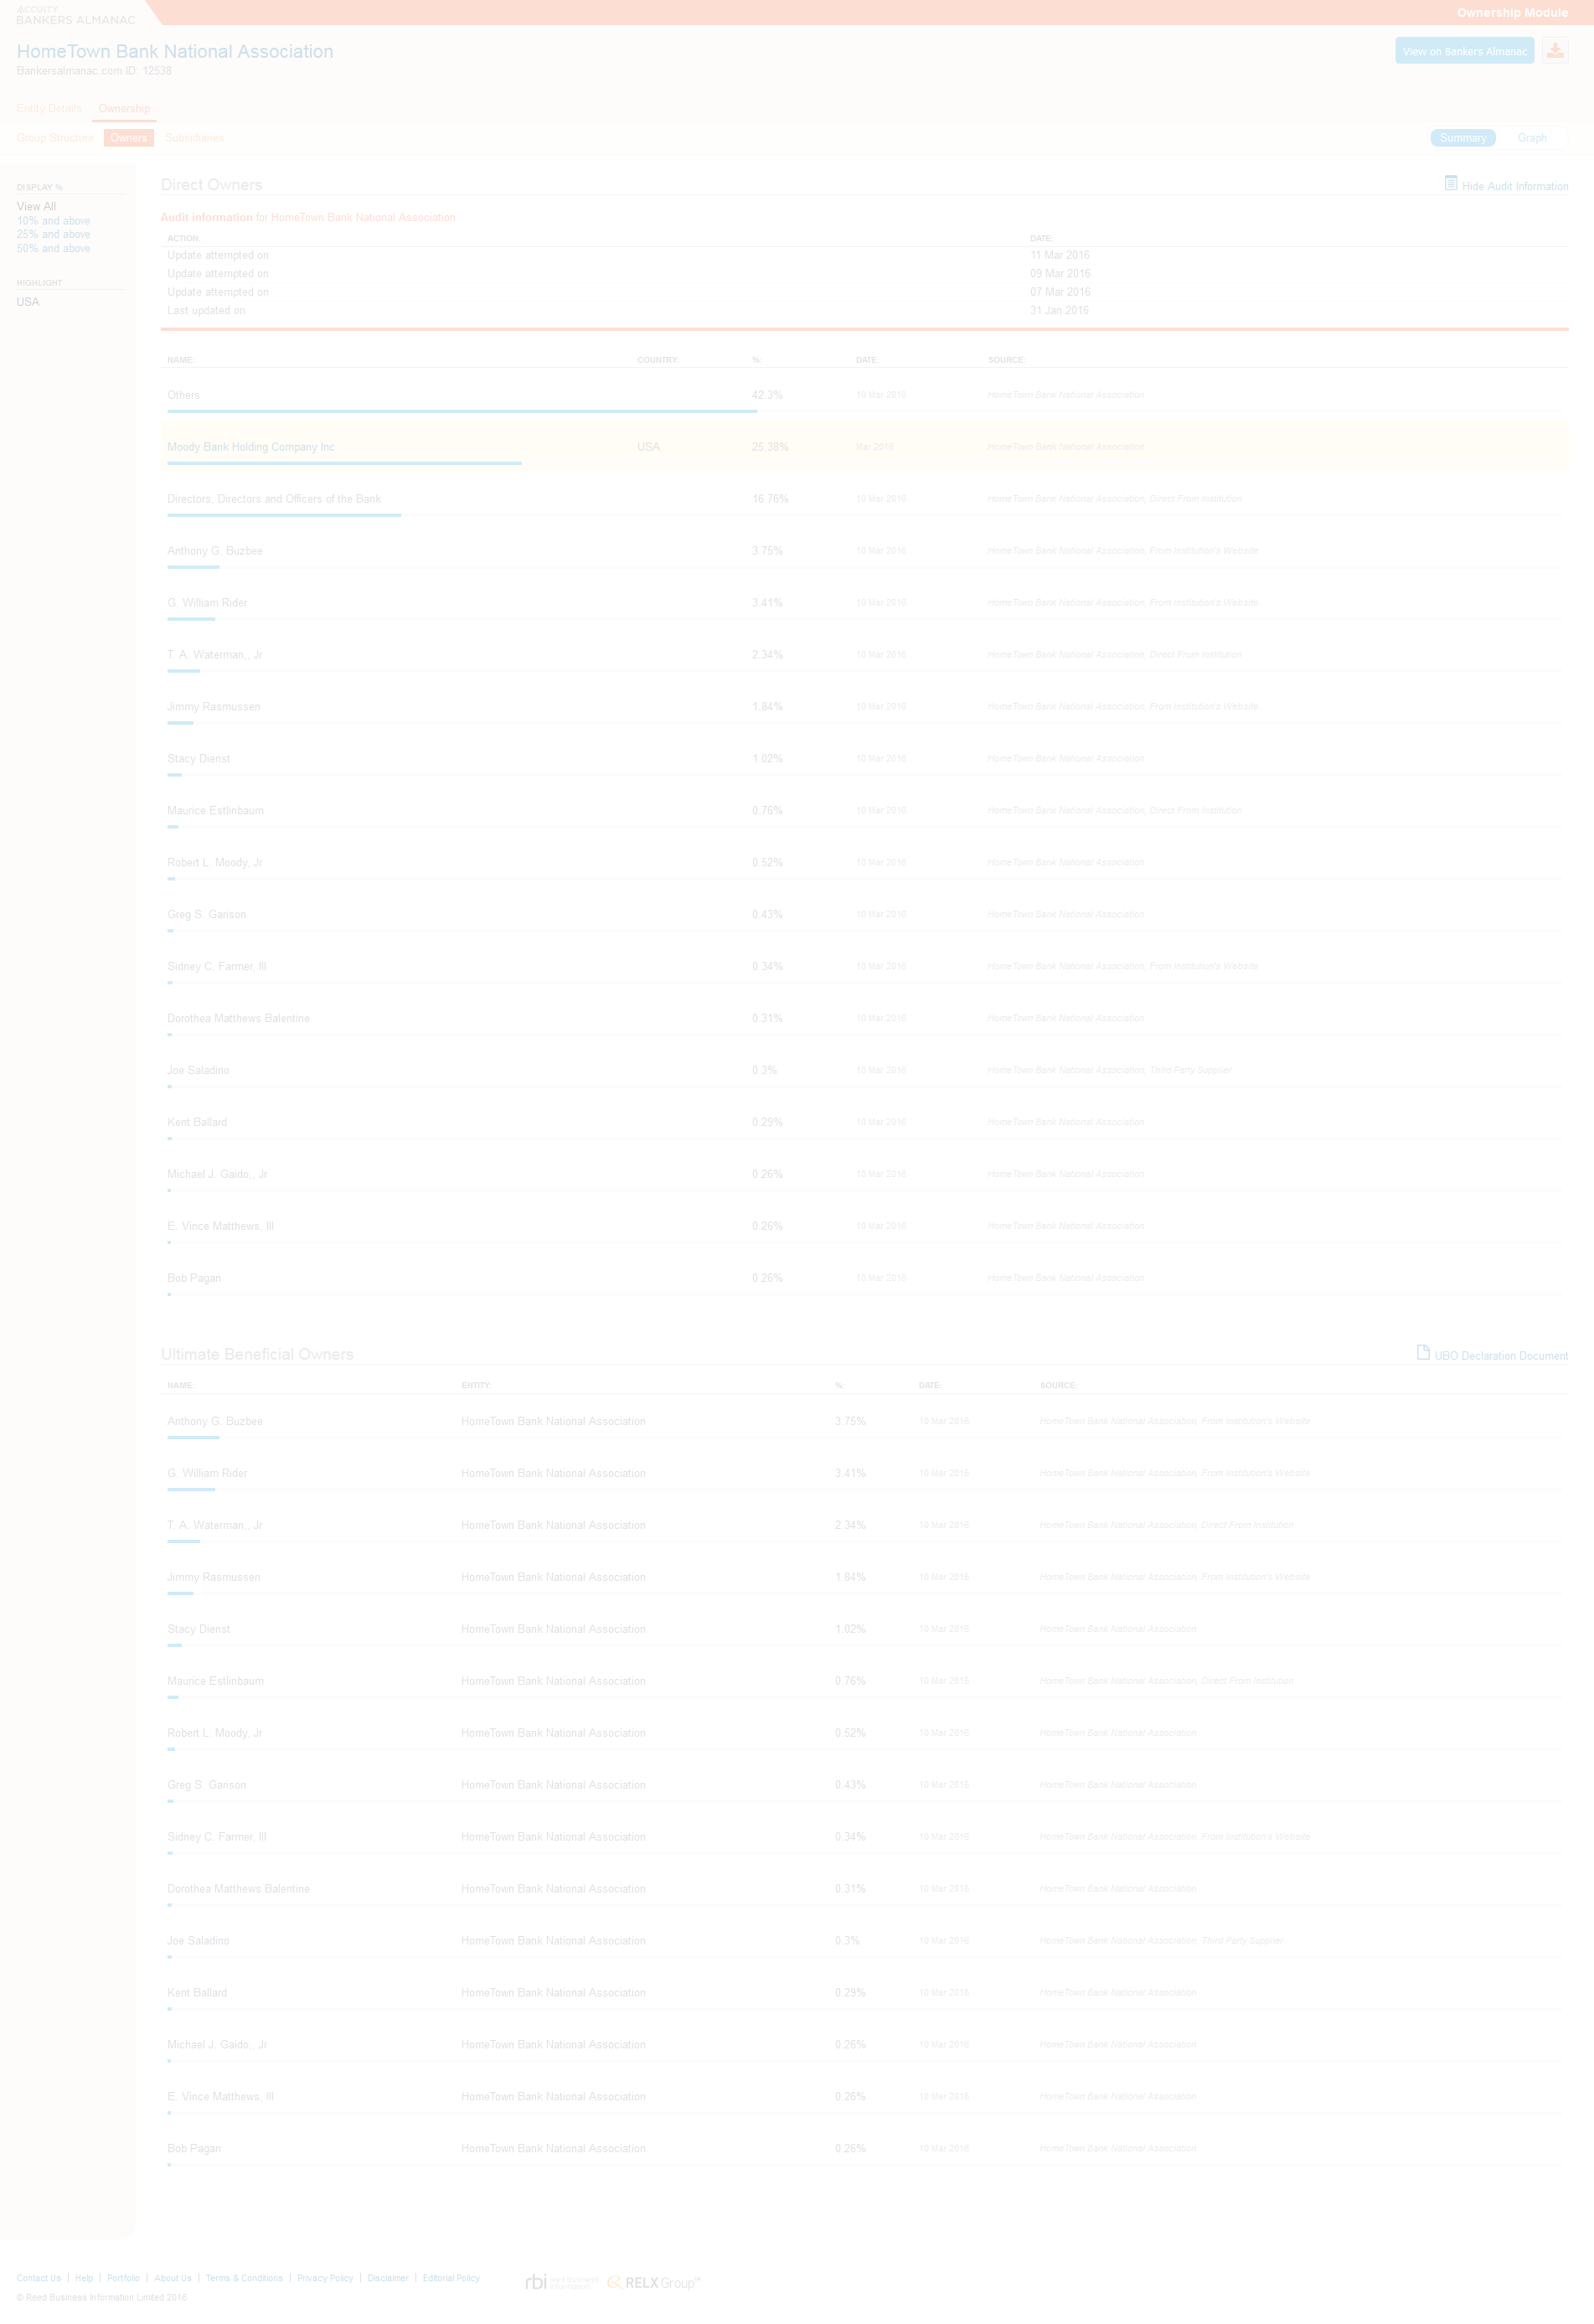 ACCUITY
BANKERS ALMANAC
Ownership Module
HomeTown Bank National Association
Bankersalmanac.com ID: 12538
View on Bankers Almanac
Entity Details Ownership
Group Structure Owners Subsidiaries
Summary Graph
DISPLAY %
View All
10% and above
25% and above
50% and above
HIGHLIGHT
USA
Direct Owners
Hide Audit Information
Audit information for HomeTown Bank National Association
ACTION: DATE:
Update attempted on 11 Mar 2016
Update attempted on 09 Mar 2016
Update attempted on 07 Mar 2016
Last updated on 31 Jan 2016
NAME: COUNTRY: %: DATE: SOURCE:
Others 42.3% 10 Mar 2016 HomeTown Bank National Association
Moody Bank Holding Company Inc USA 25.38% Mar 2016 HomeTown Bank National Association
Directors, Directors and Officers of the Bank 16.76% 10 Mar 2016 HomeTown Bank National Association, Direct From Institution
Anthony G. Buzbee 3.75% 10 Mar 2016 HomeTown Bank National Association, From Institution's Website
G. William Rider 3.41% 10 Mar 2016 HomeTown Bank National Association, From Institution's Website
T. A. Waterman,, Jr 2.34% 10 Mar 2016 HomeTown Bank National Association, Direct From Institution
Jimmy Rasmussen 1.84% 10 Mar 2016 HomeTown Bank National Association, From Institution's Website
Stacy Dienst 1.02% 10 Mar 2016 HomeTown Bank National Association
Maurice Estlinbaum 0.76% 10 Mar 2016 HomeTown Bank National Association, Direct From Institution
Robert L. Moody, Jr 0.52% 10 Mar 2016 HomeTown Bank National Association
Greg S. Garison 0.43% 10 Mar 2016 HomeTown Bank National Association
Sidney C. Farmer, III 0.34% 10 Mar 2016 HomeTown Bank National Association, From Institution's Website
Dorothea Matthews Balentine 0.31% 10 Mar 2016 HomeTown Bank National Association
Joe Saladino 0.3% 10 Mar 2016 HomeTown Bank National Association, Third Party Supplier
Kent Ballard 0.29% 10 Mar 2016 HomeTown Bank National Association
Michael J. Gaido,, Jr 0.26% 10 Mar 2016 HomeTown Bank National Association
E. Vince Matthews, III 0.26% 10 Mar 2016 HomeTown Bank National Association
Bob Pagan 0.26% 10 Mar 2016 HomeTown Bank National Association
Ultimate Beneficial Owners
UBO Declaration Document
NAME: ENTITY: %: DATE: SOURCE:
Anthony G. Buzbee HomeTown Bank National Association 3.75% 10 Mar 2016 HomeTown Bank National Association, From Institution's Website
G. William Rider HomeTown Bank National Association 3.41% 10 Mar 2016 HomeTown Bank National Association, From Institution's Website
T. A. Waterman,, Jr HomeTown Bank National Association 2.34% 10 Mar 2016 HomeTown Bank National Association, Direct From Institution
Jimmy Rasmussen HomeTown Bank National Association 1.84% 10 Mar 2016 HomeTown Bank National Association, From Institution's Website
Stacy Dienst HomeTown Bank National Association 1.02% 10 Mar 2016 HomeTown Bank National Association
Maurice Estlinbaum HomeTown Bank National Association 0.76% 10 Mar 2016 HomeTown Bank National Association, Direct From Institution
Robert L. Moody, Jr HomeTown Bank National Association 0.52% 10 Mar 2016 HomeTown Bank National Association
Greg S. Garison HomeTown Bank National Association 0.43% 10 Mar 2016 HomeTown Bank National Association
Sidney C. Farmer, III HomeTown Bank National Association 0.34% 10 Mar 2016 HomeTown Bank National Association, From Institution's Website
Dorothea Matthews Balentine HomeTown Bank National Association 0.31% 10 Mar 2016 HomeTown Bank National Association
Joe Saladino HomeTown Bank National Association 0.3% 10 Mar 2016 HomeTown Bank National Association, Third Party Supplier
Kent Ballard HomeTown Bank National Association 0.29% 10 Mar 2016 HomeTown Bank National Association
Michael J. Gaido,, Jr HomeTown Bank National Association 0.26% 10 Mar 2016 HomeTown Bank National Association
E. Vince Matthews, III HomeTown Bank National Association 0.26% 10 Mar 2016 HomeTown Bank National Association
Bob Pagan HomeTown Bank National Association 0.26% 10 Mar 2016 HomeTown Bank National Association
Contact Us | Help | Portfolio | About Us | Terms & Conditions | Privacy Policy | Disclaimer | Editorial Policy
rbi reed business information RELX Group
© Reed Business Information Limited 2016